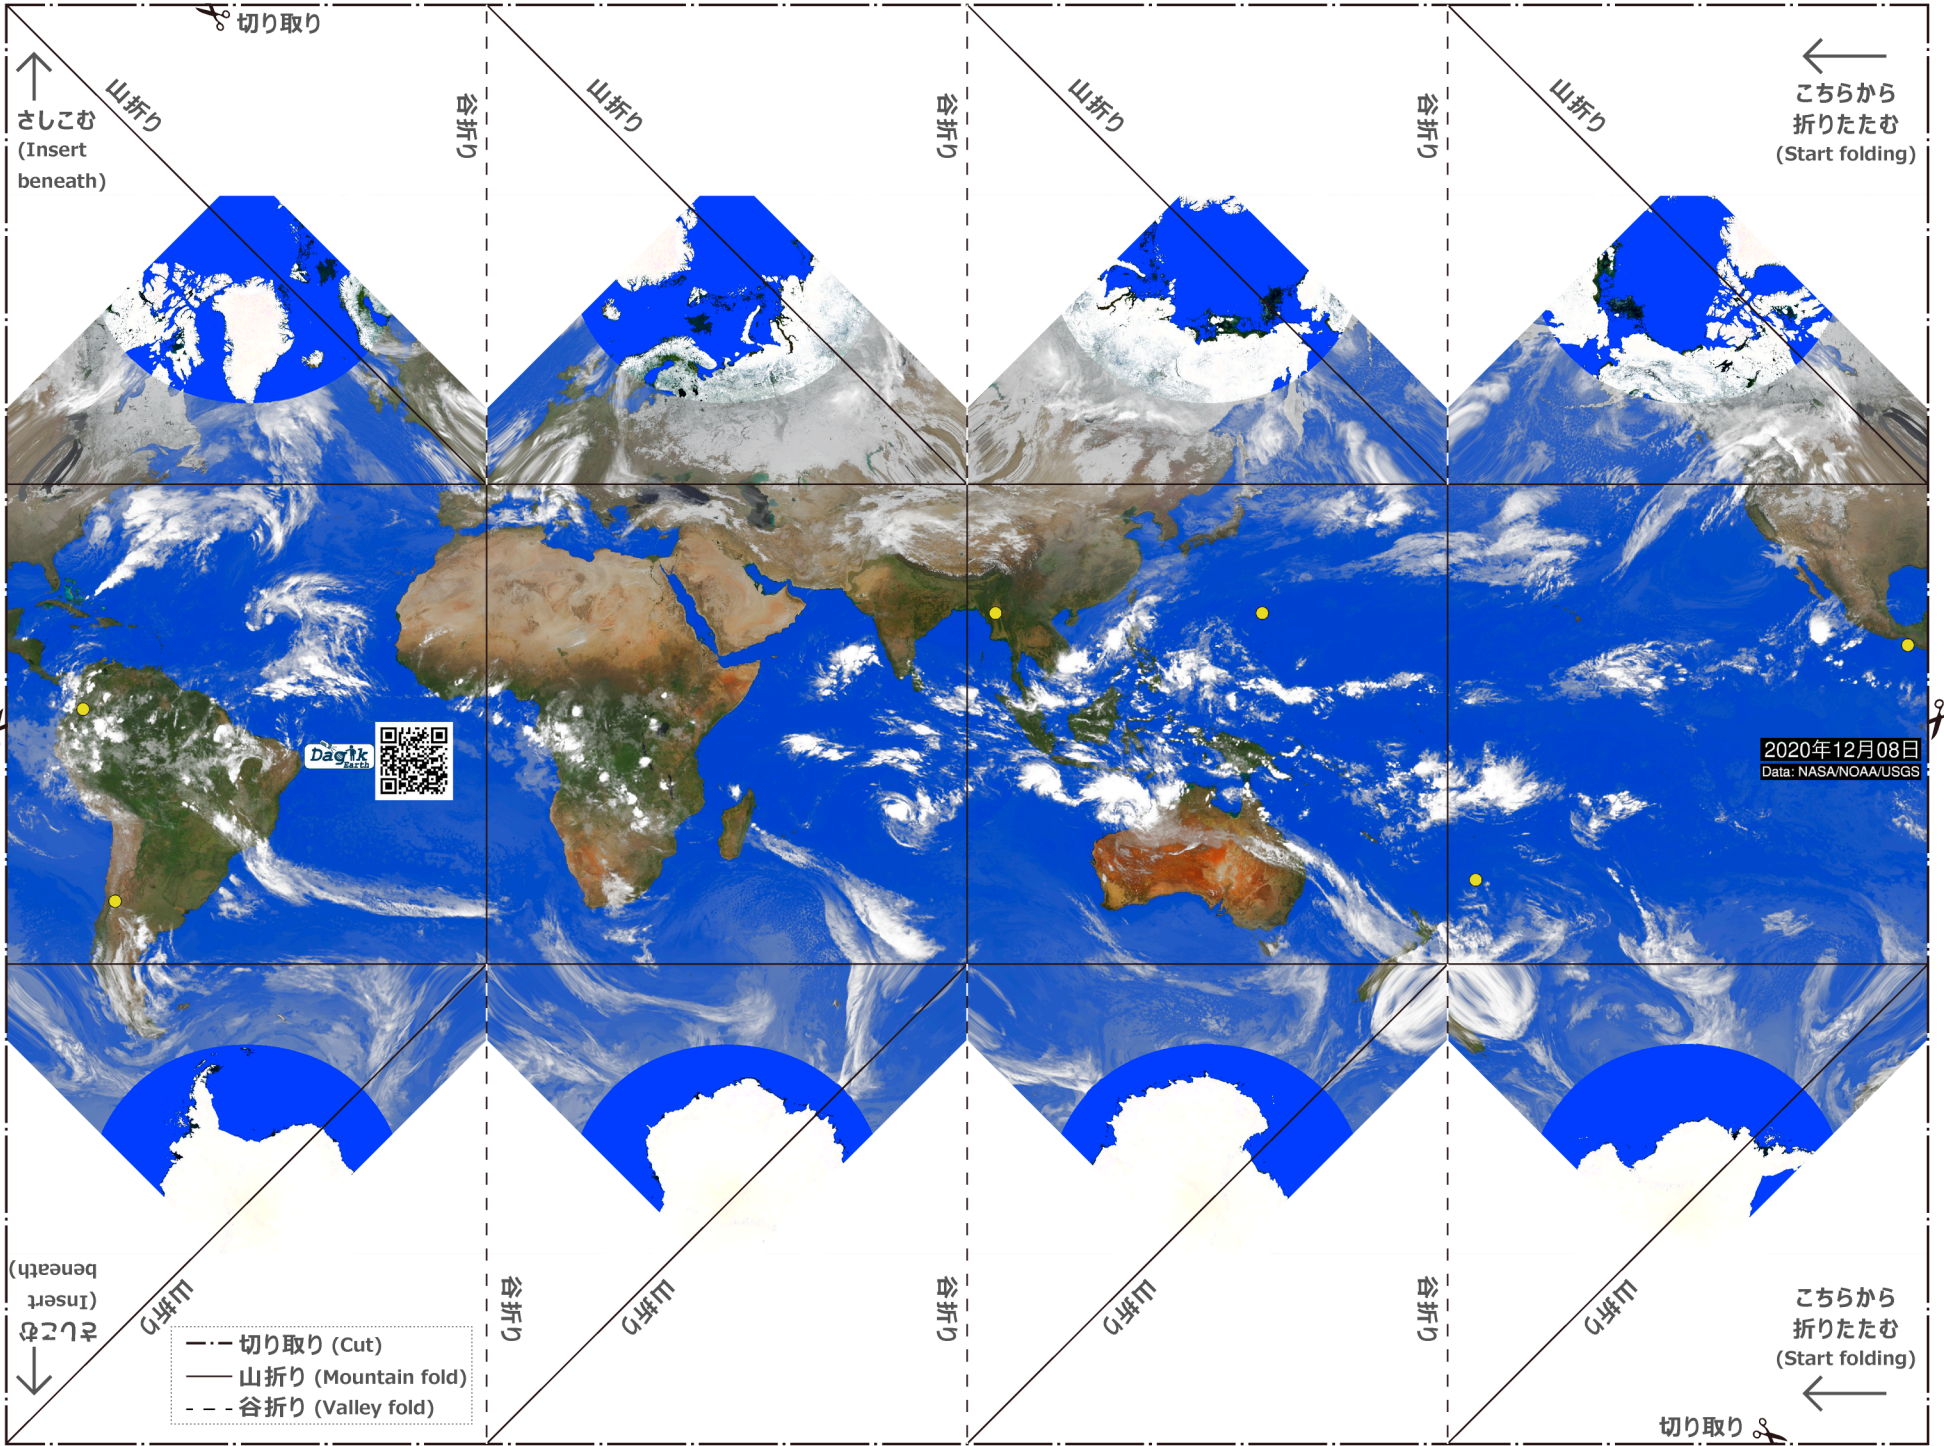 切り取り
山折り
谷折り
山折り
谷折り
山折り
谷折り
山折り
こちらから
折りたたむ
(Start folding)
さしこむ
(Insert
beneath)
Dagik
Earth
2020年12月08日
Data: NASA/NOAA/USGS
さしこむ
(Insert
beneath)
山折り
谷折り
山折り
谷折り
山折り
谷折り
山折り
こちらから
折りたたむ
(Start folding)
切り取り (Cut)
山折り (Mountain fold)
谷折り (Valley fold)
切り取り